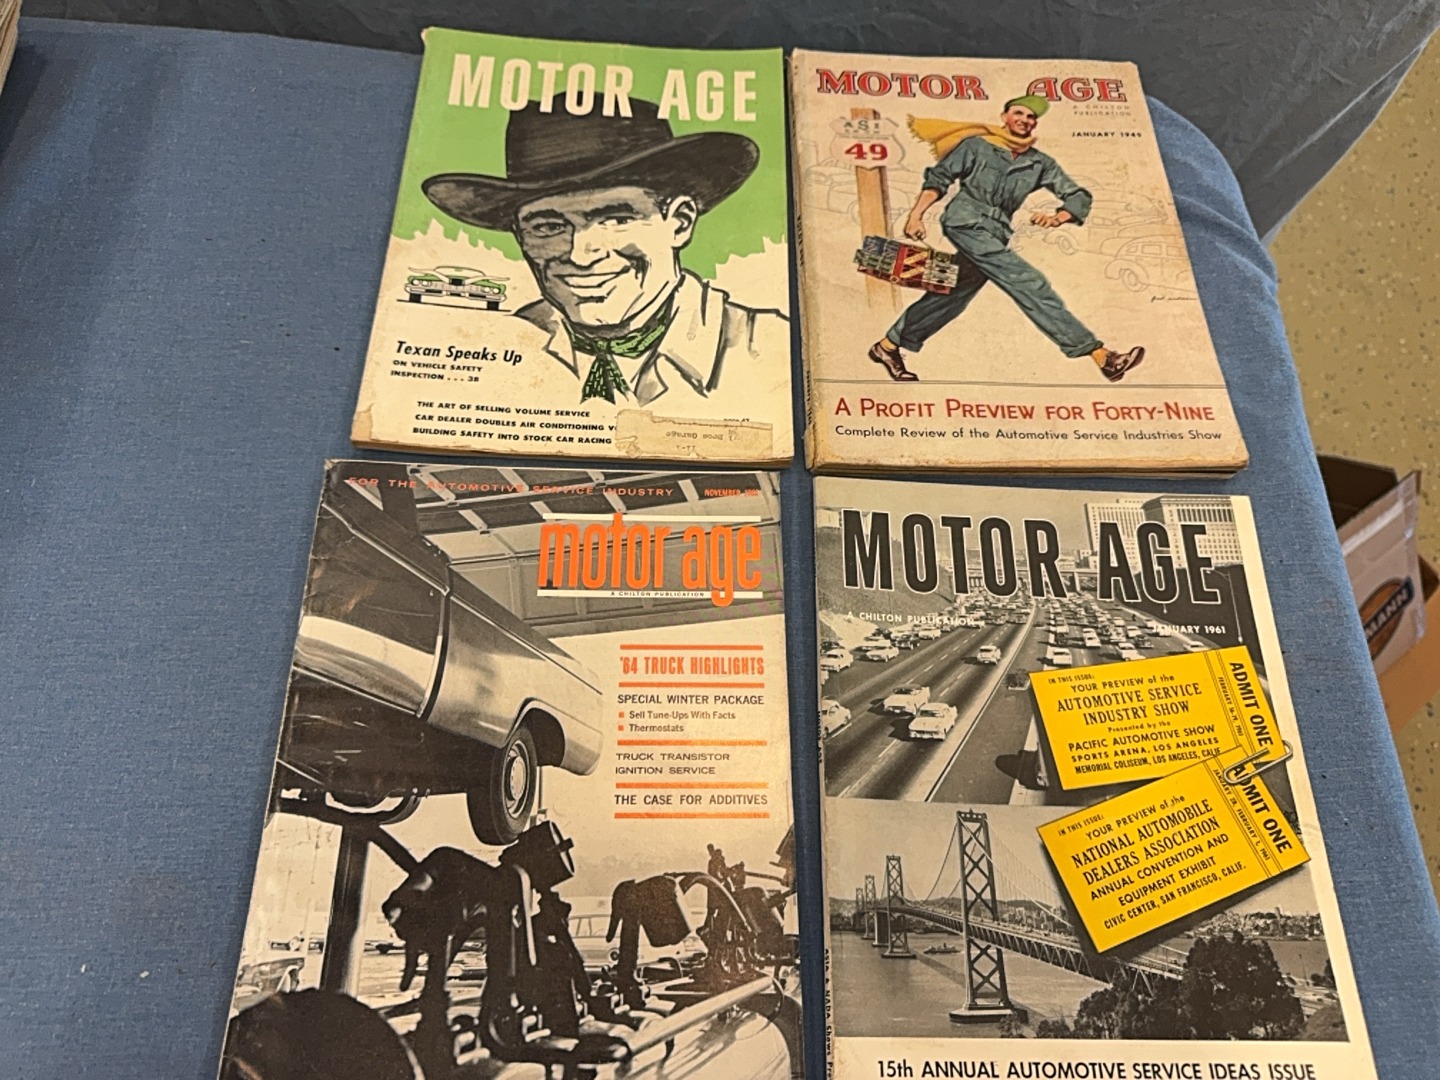 MOTOR AGE
Texan Speaks Up
ON VEHICLE SAFETY
INSPECTION . . . 38
THE ART OF SELLING VOLUME SERVICE
CAR DEALER DOUBLES AIR CONDITIONING
BUILDING SAFETY INTO STOCK CAR RACING
Bros Garage
MOTOR AGE
A CHILTON
PUBLICATION
JANUARY 1949
49
A PROFIT PREVIEW FOR FORTY-NINE
Complete Review of the Automotive Service Industries Show
FOR THE AUTOMOTIVE SERVICE INDUSTRY NOVEMBER
motor age
A CHILTON PUBLICATION
'64 TRUCK HIGHLIGHTS
SPECIAL WINTER PACKAGE
Sell Tune-Ups With Facts
Thermostats
TRUCK TRANSISTOR
IGNITION SERVICE
THE CASE FOR ADDITIVES
MOTOR AGE
A CHILTON PUBLICATION
JANUARY 1961
IN THIS ISSUE:
YOUR PREVIEW of the
AUTOMOTIVE SERVICE
INDUSTRY SHOW
Presented by the
PACIFIC AUTOMOTIVE SHOW
SPORTS ARENA, LOS ANGELES
MEMORIAL COLISEUM, LOS ANGELES, CALIF.
ADMIT ONE
IN THIS ISSUE:
YOUR PREVIEW of the
NATIONAL AUTOMOBILE
DEALERS ASSOCIATION
ANNUAL CONVENTION AND
EQUIPMENT EXHIBIT
CIVIC CENTER, SAN FRANCISCO, CALIF.
ADMIT ONE
15th ANNUAL AUTOMOTIVE SERVICE IDEAS ISSUE
MANN